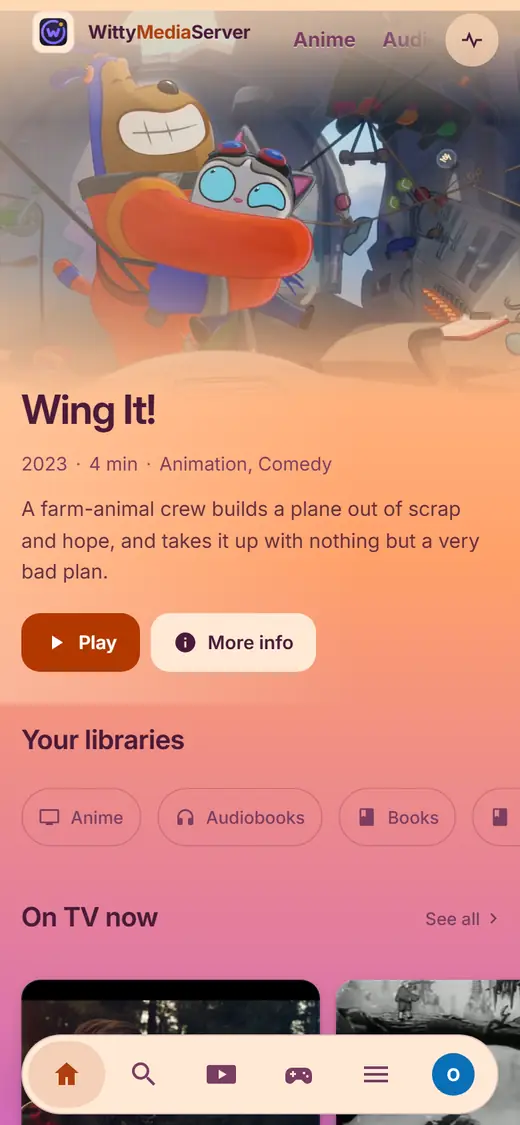 WittyMediaServer
Anime
Wing It!
2023 · 4 min · Animation, Comedy
A farm-animal crew builds a plane out of scrap
and hope, and takes it up with nothing but a very
bad plan.
Play
More info
Your libraries
Anime
Audiobooks
Books
On TV now
See all
O